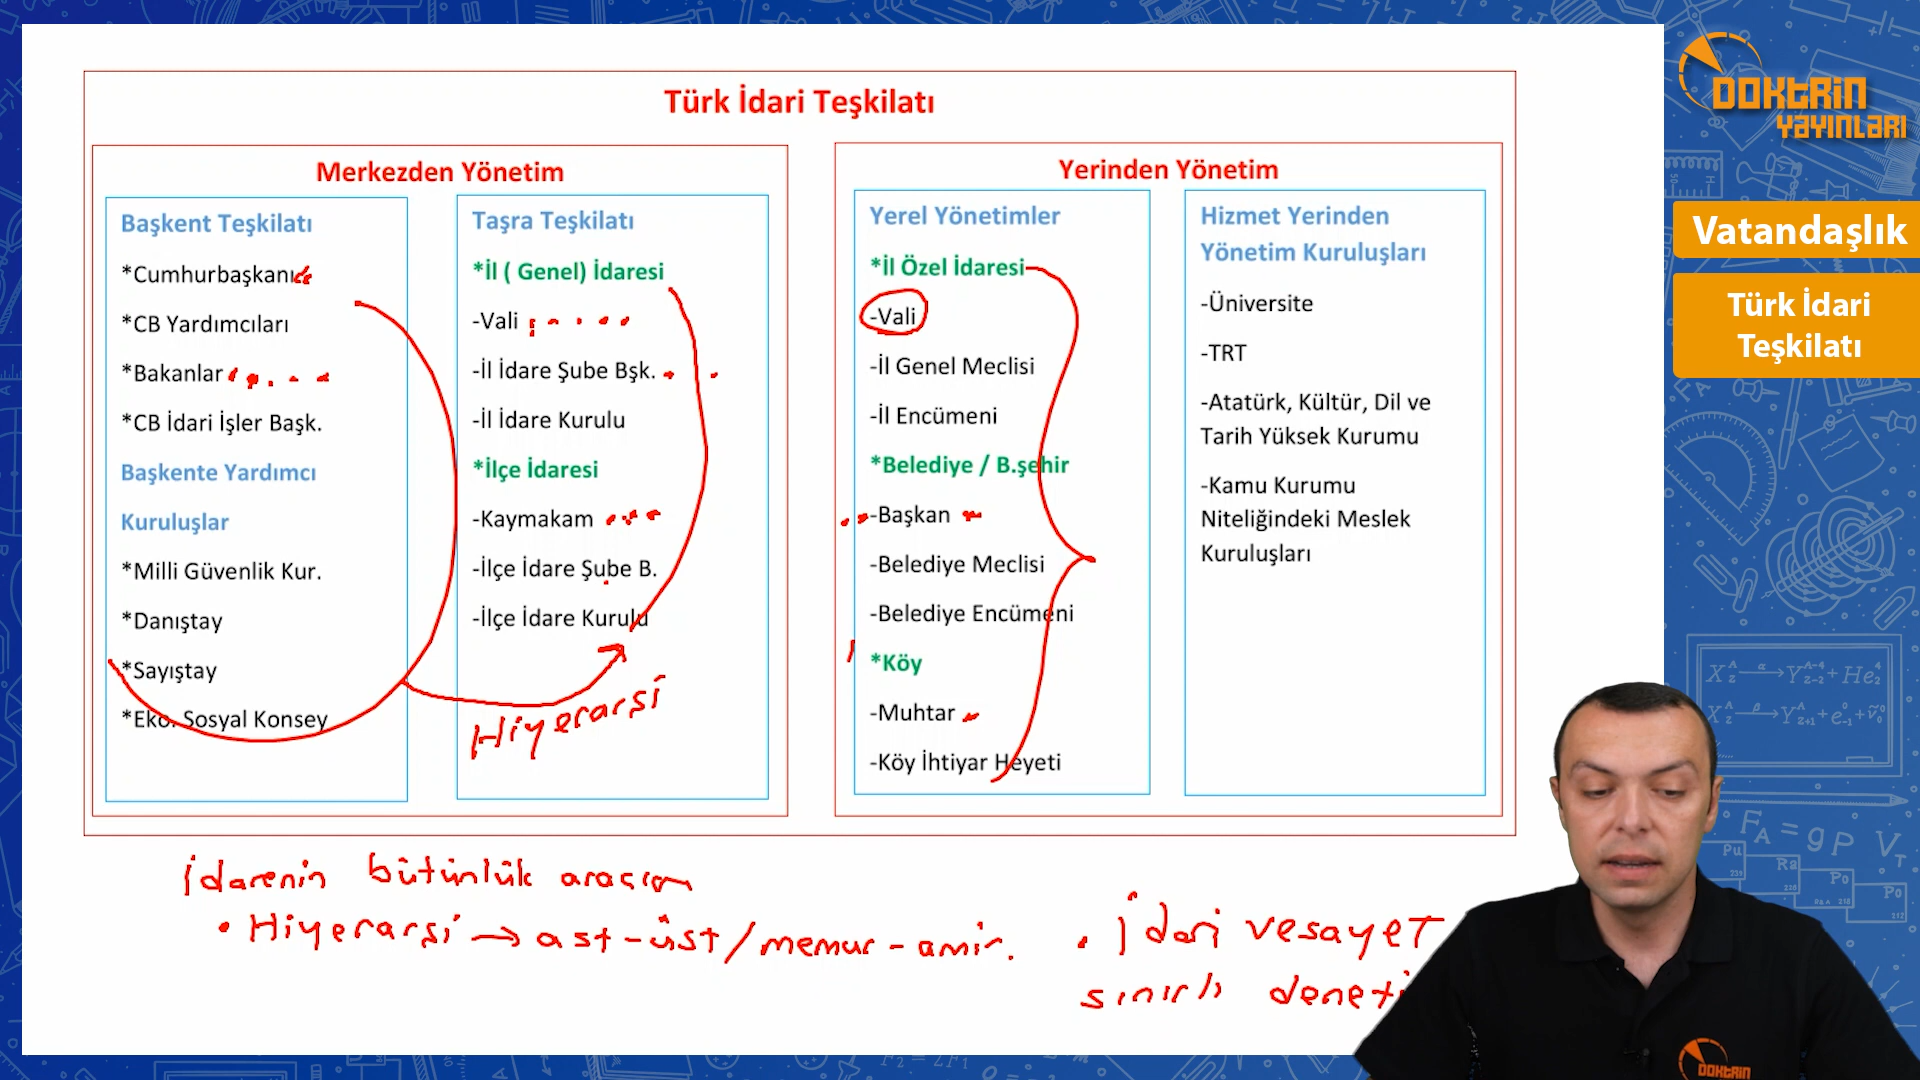 Türk İdari Teşkilatı
Merkezden Yönetim
Başkent Teşkilatı
*Cumhurbaşkanı
*CB Yardımcıları
*Bakanlar
*CB İdari İşler Başk.
Başkente Yardımcı
Kuruluşlar
*Milli Güvenlik Kur.
*Danıştay
*Sayıştay
*Eko. Sosyal Konsey
Taşra Teşkilatı
*İl ( Genel) İdaresi
-Vali
-İl İdare Şube Bşk.
-İl İdare Kurulu
*İlçe İdaresi
-Kaymakam
-İlçe İdare Şube B.
-İlçe İdare Kurulu
Hiyerarşi
Yerinden Yönetim
Yerel Yönetimler
*İl Özel İdaresi
-Vali
-İl Genel Meclisi
-İl Encümeni
*Belediye / B.şehir
-Başkan
-Belediye Meclisi
-Belediye Encümeni
*Köy
-Muhtar
-Köy İhtiyar Heyeti
Hizmet Yerinden
Yönetim Kuruluşları
-Üniversite
-TRT
-Atatürk, Kültür, Dil ve
Tarih Yüksek Kurumu
-Kamu Kurumu
Niteliğindeki Meslek
Kuruluşları
İdarenin bütünlük
• Hiyerarşi → ast-üst/memur-amir.
• İdari vesayet
sınırlı
DOKTRİN
YAYINLARI
Vatandaşlık
Türk İdari
Teşkilatı
DOKTRİN